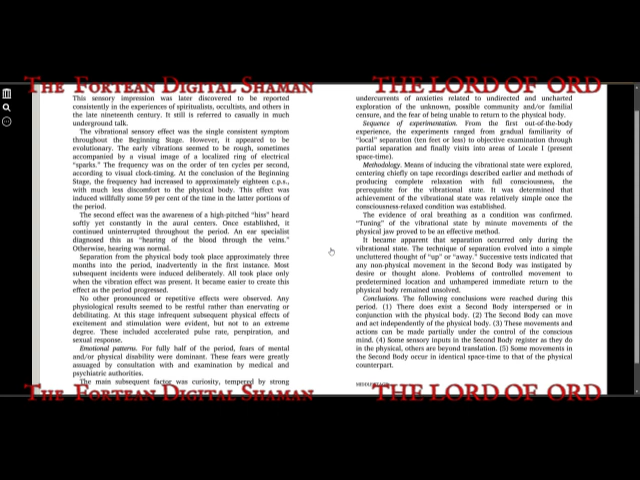 The Fortean Digital Shaman
THE LORD OF ORD
This sensory impression was later discovered to be reported
consistently in the experiences of spiritualists, occultists, and others in
the late nineteenth century. It still is referred to casually in much
underground talk.
The vibrational sensory effect was the single consistent symptom
throughout the Beginning Stage. However, it appeared to be
evolutionary. The early vibrations seemed to be rough, sometimes
accompanied by a visual image of a localized ring of electrical
"sparks." The frequency was on the order of ten cycles per second,
according to visual clock-timing. At the conclusion of the Beginning
Stage, the frequency had increased to approximately eighteen c.p.s.,
with much less discomfort to the physical body. This effect was
induced willfully some 59 per cent of the time in the latter portions of
the period.
The second effect was the awareness of a high-pitched "hiss" heard
softly yet constantly in the aural centers. Once established, it
continued uninterrupted throughout the period. An ear specialist
diagnosed this as "hearing of the blood through the veins."
Otherwise, hearing was normal.
Separation from the physical body took place approximately three
months into the period, inadvertently in the first instance. Most
subsequent incidents were induced deliberately. All took place only
when the vibration effect was present. It became easier to create this
effect as the period progressed.
No other pronounced or repetitive effects were observed. Any
physiological results seemed to be restful rather than enervating or
debilitating. At this stage infrequent subsequent physical effects of
excitement and stimulation were evident, but not to an extreme
degree. These included accelerated pulse rate, perspiration, and
sexual response.
Emotional patterns. For fully half of the period, fears of mental
and/or physical disability were dominant. These fears were greatly
assuaged by consultation with and examination by medical and
psychiatric authorities.
The main subsequent factor was curiosity, tempered by strong
undercurrents of anxieties related to undirected and uncharted
exploration of the unknown, possible community and/or familial
censure, and the fear of being unable to return to the physical body.
Sequence of experimentation. From the first out-of-the-body
experience, the experiments ranged from gradual familiarity of
"local" separation (ten feet or less) to objective examination through
partial separation and finally visits into areas of Locale I (present
space-time).
Methodology. Means of inducing the vibrational state were explored,
centering chiefly on tape recordings described earlier and methods of
producing complete relaxation with full consciousness, the
prerequisite for the vibrational state. It was determined that
achievement of the vibrational state was relatively simple once the
consciousness-relaxed condition was established.
The evidence of oral breathing as a condition was confirmed.
"Tuning" of the vibrational state by minute movements of the
physical jaw proved to be an effective method.
It became apparent that separation occurred only during the
vibrational state. The technique of separation evolved into a simple
uncluttered thought of "up" or "away." Successive tests indicated that
any non-physical movement in the Second Body was instigated by
desire or thought alone. Problems of controlled movement to
predetermined location and unhampered immediate return to the
physical body remained unsolved.
Conclusions. The following conclusions were reached during this
period. (1) There does exist a Second Body interspersed or in
conjunction with the physical body. (2) The Second Body can move
and act independently of the physical body. (3) These movements and
actions can be made partially under the control of the conscious
mind. (4) Some sensory inputs in the Second Body register as they do
in the physical, others are beyond translation. (5) Some movements in
the Second Body occur in identical space-time to that of the physical
counterpart.
The Fortean Digital Shaman
THE LORD OF ORD